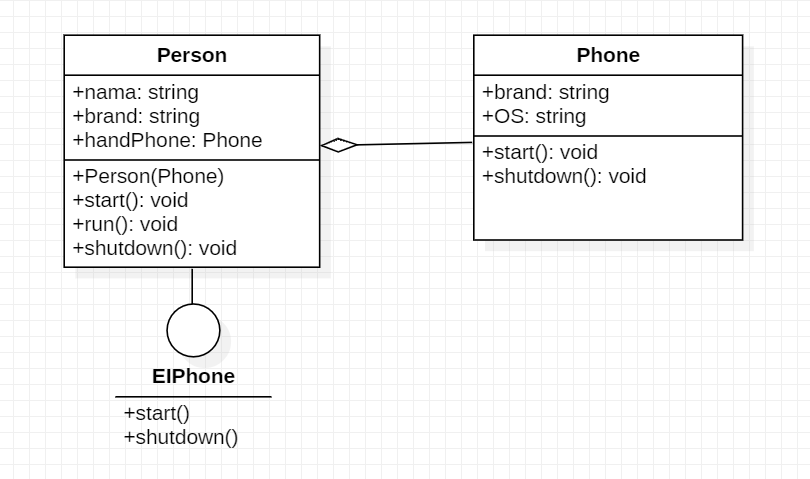 Person
+nama: string
+brand: string
+handPhone: Phone
+Person(Phone)
+start(): void
+run(): void
+shutdown(): void
Phone
+brand: string
+OS: string
+start(): void
+shutdown(): void
EIPhone
+start()
+shutdown()